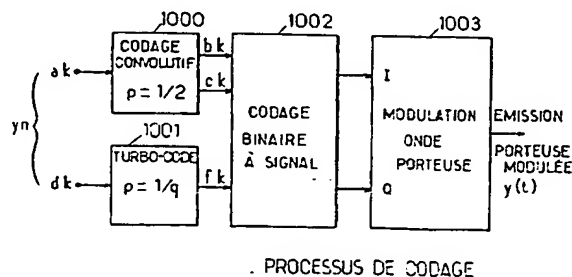 1000
1002
1003
CODAGE
CONVOLUTIF
ρ = 1/2
ak
bk
ck
yn
1001
TURBO-CODE
ρ = 1/q
dk
fk
CODAGE
BINAIRE
À SIGNAL
I
MODULATION
ONDE
PORTEUSE
Q
EMISSION
PORTEUSE
MODULÉE
y(t)
. PROCESSUS DE CODAGE